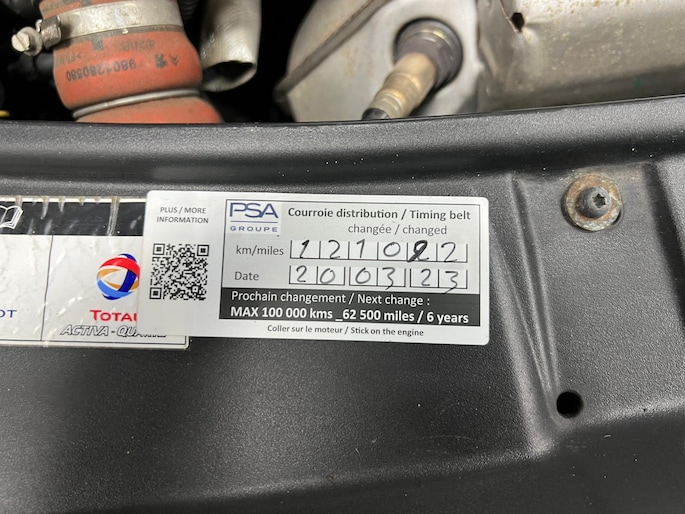 9801280580
PLUS / MORE
INFORMATION
PSA
GROUPE
Courroie distribution / Timing belt
changée / changed
km/miles 121022
Date 200323
Prochain changement / Next change :
MAX 100 000 kms _62 500 miles / 6 years
Coller sur le moteur / Stick on the engine
OT
TOTAL
ACTIVA - QUARTZ